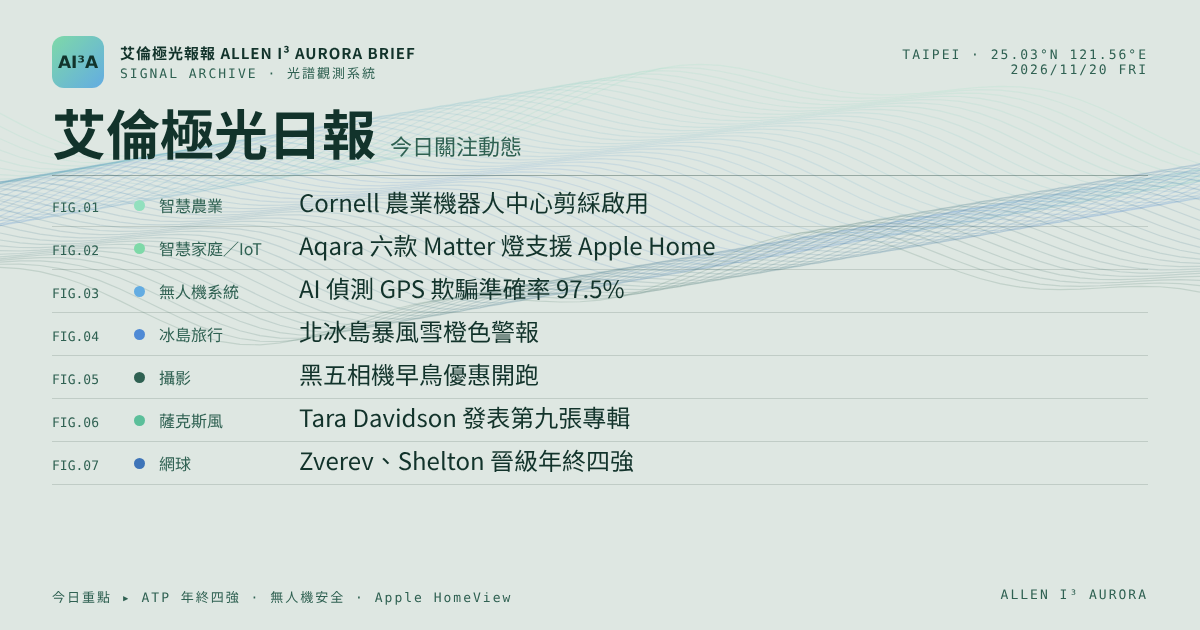 AI³A
艾倫極光報報 ALLEN I³ AURORA BRIEF
SIGNAL ARCHIVE · 光譜觀測系統
TAIPEI · 25.03°N 121.56°E
2026/11/20 FRI
艾倫極光日報 今日關注動態
FIG.01 智慧農業 Cornell 農業機器人中心剪綵啟用
FIG.02 智慧家庭／IoT Aqara 六款 Matter 燈支援 Apple Home
FIG.03 無人機系統 AI 偵測 GPS 欺騙準確率 97.5%
FIG.04 冰島旅行 北冰島暴風雪橙色警報
FIG.05 攝影 黑五相機早鳥優惠開跑
FIG.06 薩克斯風 Tara Davidson 發表第九張專輯
FIG.07 網球 Zverev、Shelton 晉級年終四強
今日重點 ▸ ATP 年終四強 · 無人機安全 · Apple HomeView
ALLEN I³ AURORA